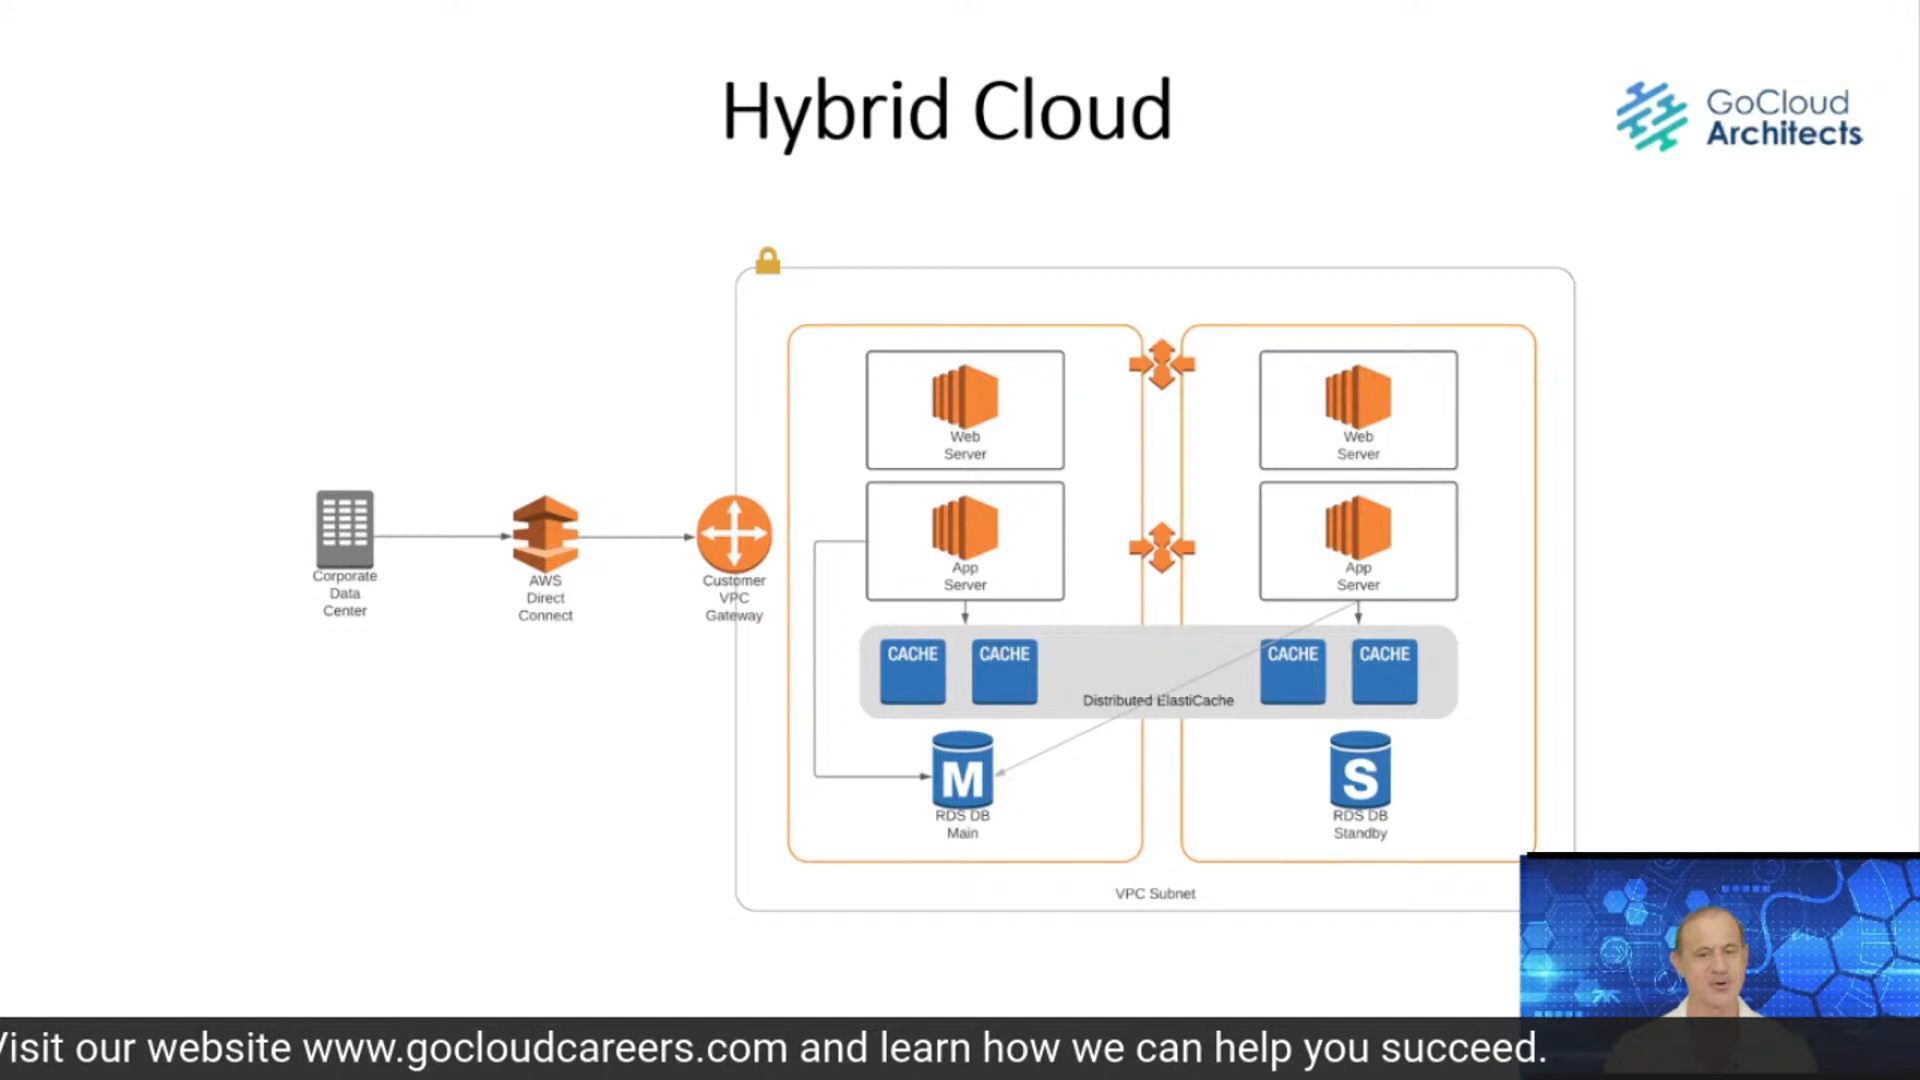 Hybrid Cloud
GoCloud
Architects
Web
Server
Web
Server
App
Server
App
Server
Corporate
Data
Center
AWS
Direct
Connect
Customer
VPC
Gateway
CACHE
CACHE
CACHE
CACHE
Distributed ElastiCache
M
RDS DB
Main
S
RDS DB
Standby
VPC Subnet
Visit our website www.gocloudcareers.com and learn how we can help you succeed.